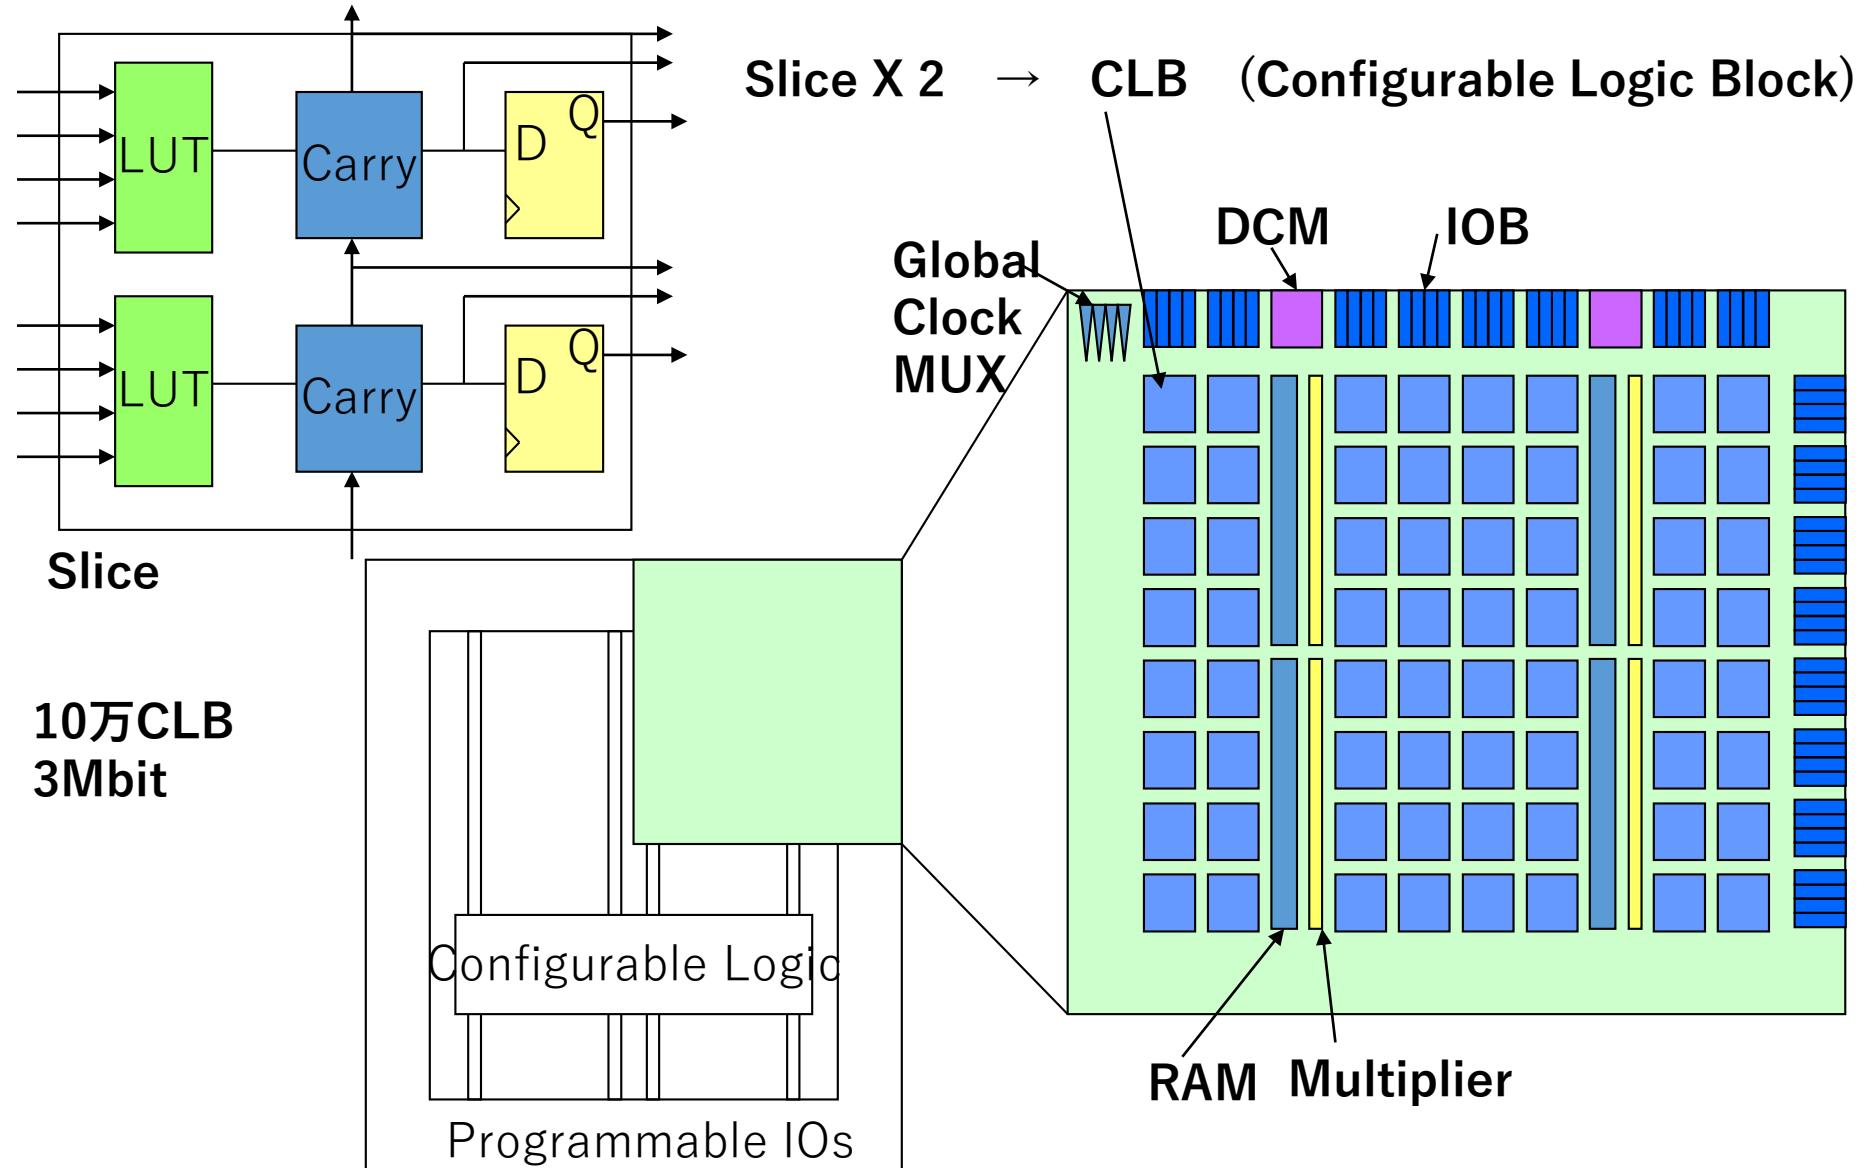 Slice X 2 → CLB (Configurable Logic Block)
LUT
Carry
D
Q
LUT
Carry
D
Q
Slice
DCM
IOB
Global
Clock
MUX
10万CLB
3Mbit
Configurable Logic
Programmable IOs
RAM
Multiplier